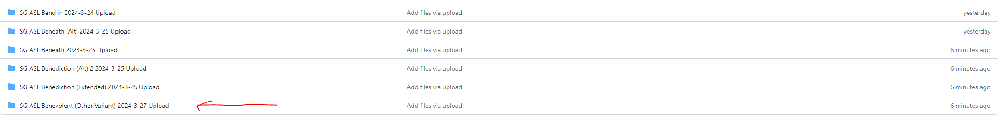 SG ASL Bend in 2024-3-24 Upload Add files via upload yesterday
SG ASL Beneath (Alt) 2024-3-25 Upload Add files via upload yesterday
SG ASL Beneath 2024-3-25 Upload Add files via upload 6 minutes ago
SG ASL Benediction (Alt) 2 2024-3-25 Upload Add files via upload 6 minutes ago
SG ASL Benediction (Extended) 2024-3-25 Upload Add files via upload 6 minutes ago
SG ASL Benevolent (Other Variant) 2024-3-27 Upload Add files via upload 6 minutes ago